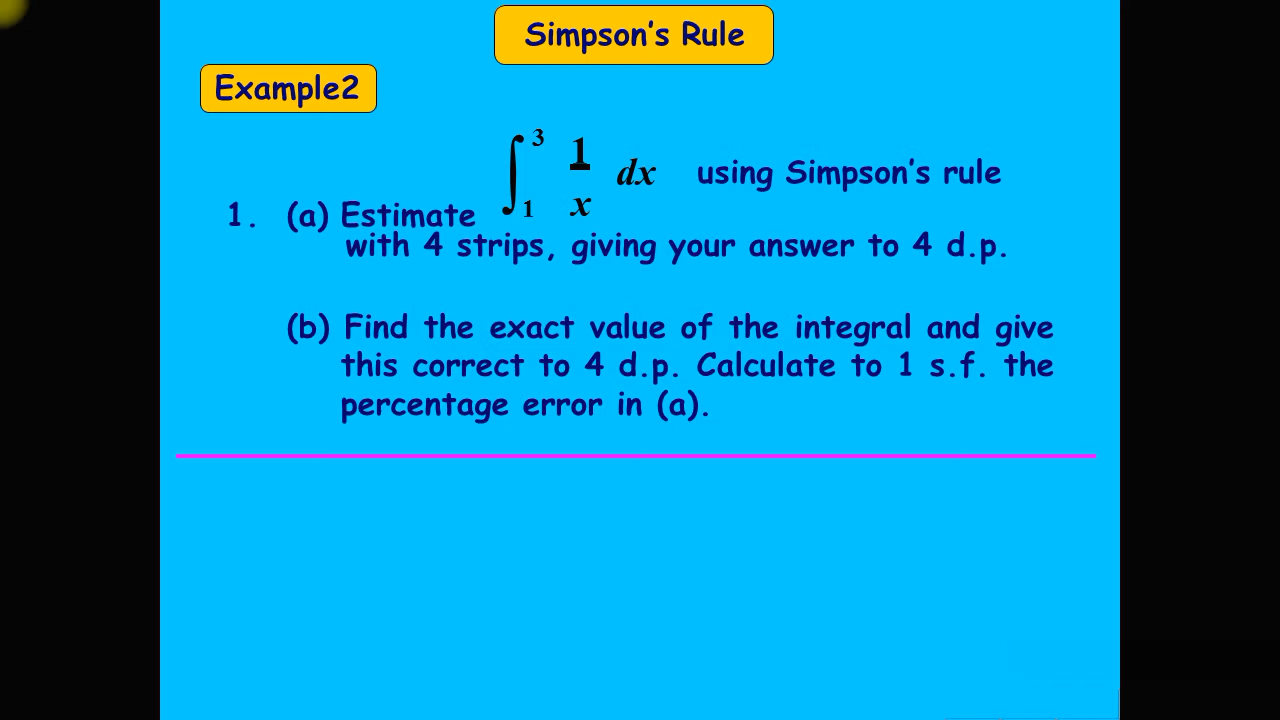 Simpson's Rule
Example2
1. (a) Estimate ∫₁³ 1/x dx using Simpson's rule
with 4 strips, giving your answer to 4 d.p.
(b) Find the exact value of the integral and give
this correct to 4 d.p. Calculate to 1 s.f. the
percentage error in (a).